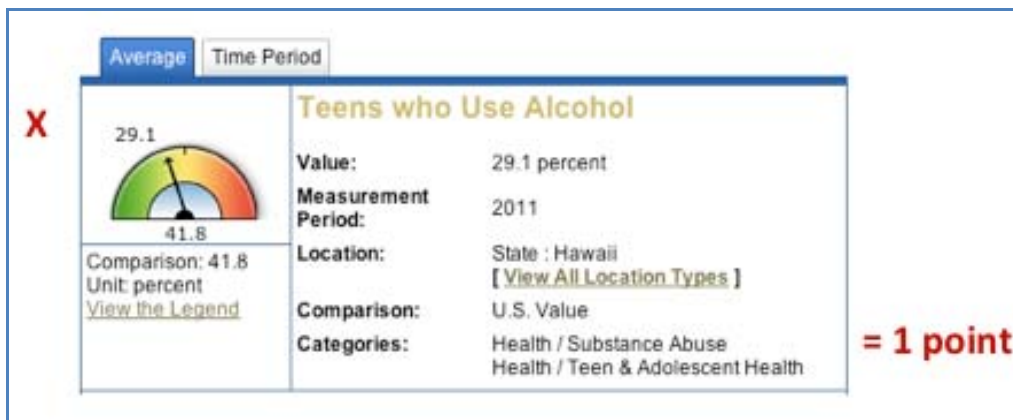 Average Time Period
X
29.1
41.8
Comparison: 41.8
Unit: percent
View the Legend
Teens who Use Alcohol
Value: 29.1 percent
Measurement Period: 2011
Location: State : Hawaii
[ View All Location Types ]
Comparison: U.S. Value
Categories: Health / Substance Abuse
Health / Teen & Adolescent Health
= 1 point